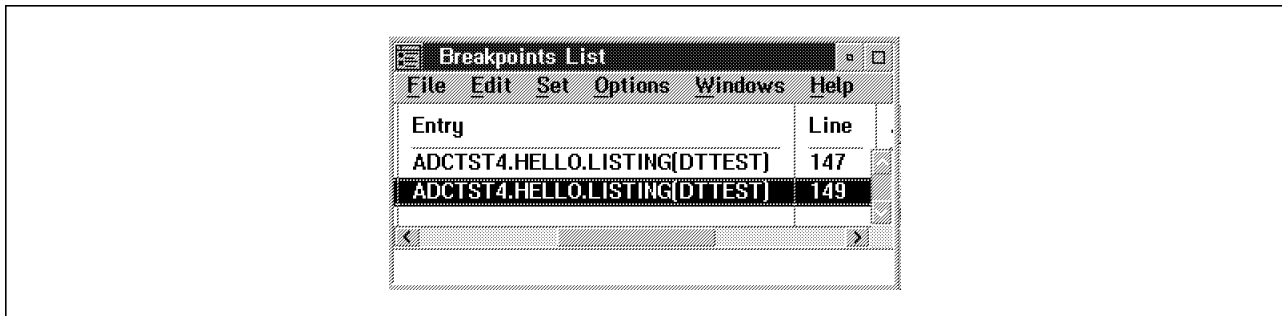 Breakpoints List
File Edit Set Options Windows Help
Entry Line
ADCTST4.HELLO.LISTING(DTTEST) 147
ADCTST4.HELLO.LISTING(DTTEST) 149